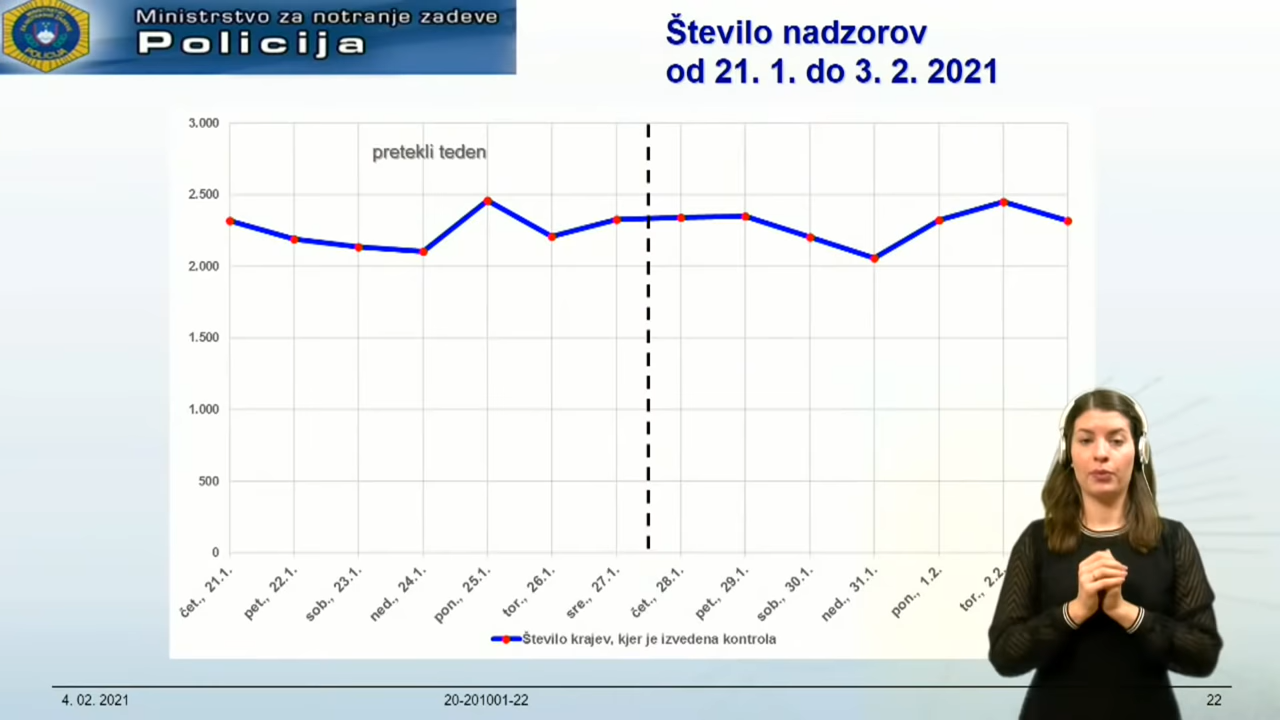 Ministrstvo za notranje zadeve
Policija
Število nadzorov
od 21. 1. do 3. 2. 2021
pretekli teden
3.000
2.500
2.000
1.500
1.000
500
0
čet., 21.1.
pet., 22.1.
sob., 23.1.
ned., 24.1.
pon., 25.1.
tor., 26.1.
sre., 27.1.
čet., 28.1.
pet., 29.1.
sob., 30.1.
ned., 31.1.
pon., 1.2.
tor., 2.2.
Število krajev, kjer je izvedena kontrola
4. 02. 2021
20-201001-22
22